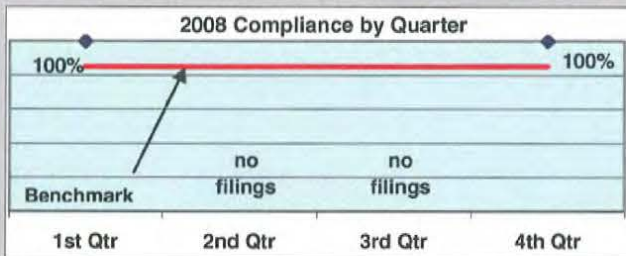 2008 Compliance by Quarter
100%
100%
no
filings
no
filings
Benchmark
1st Qtr
2nd Qtr
3rd Qtr
4th Qtr